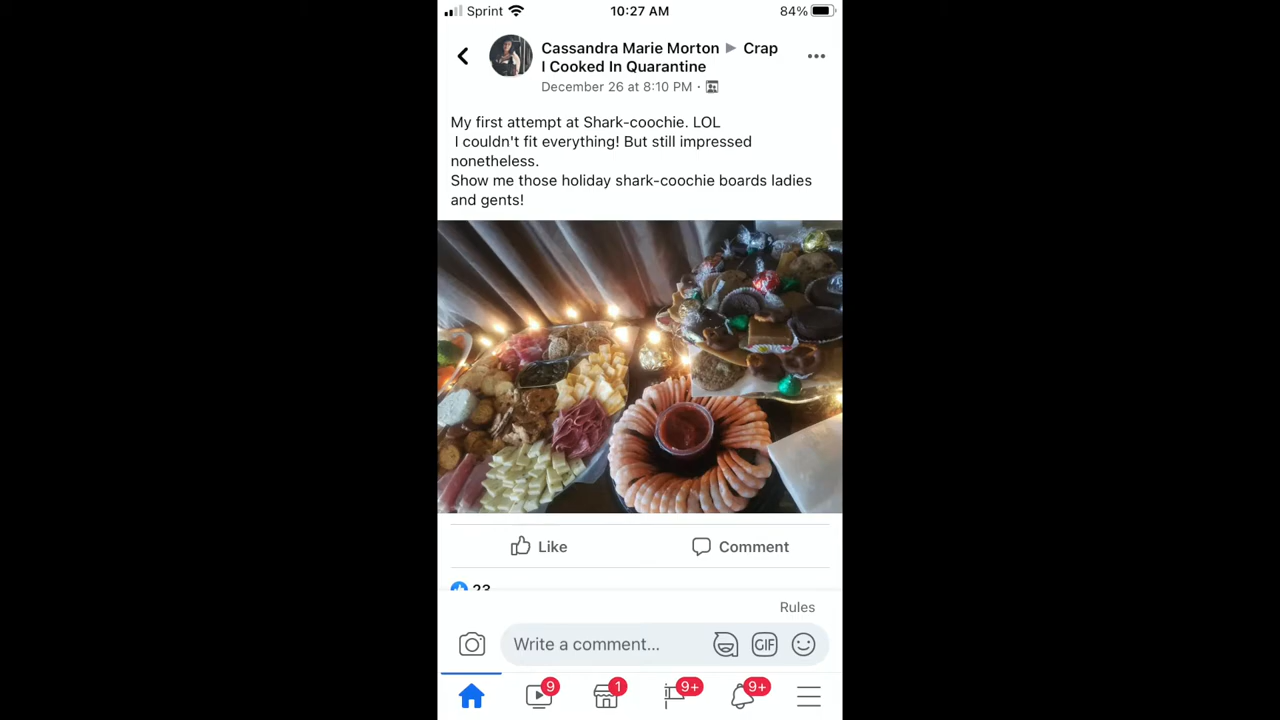 Sprint 10:27 AM 84%
Cassandra Marie Morton ▶ Crap
I Cooked In Quarantine
December 26 at 8:10 PM ·
My first attempt at Shark-coochie. LOL
I couldn't fit everything! But still impressed
nonetheless.
Show me those holiday shark-coochie boards ladies
and gents!
Like Comment
23
Rules
Write a comment... GIF
9 1 9+ 9+